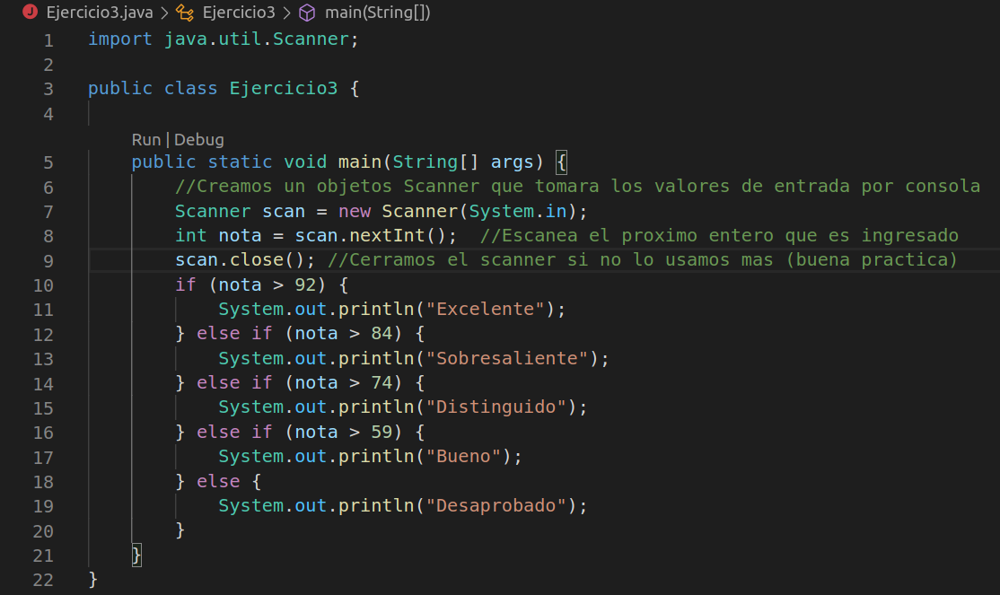 Ejercicio3.java > Ejercicio3 > main(String[])
1 import java.util.Scanner;
2
3 public class Ejercicio3 {
4
Run | Debug
5     public static void main(String[] args) {
6         //Creamos un objetos Scanner que tomara los valores de entrada por consola
7         Scanner scan = new Scanner(System.in);
8         int nota = scan.nextInt();  //Escanea el proximo entero que es ingresado
9         scan.close(); //Cerramos el scanner si no lo usamos mas (buena practica)
10         if (nota > 92) {
11             System.out.println("Excelente");
12         } else if (nota > 84) {
13             System.out.println("Sobresaliente");
14         } else if (nota > 74) {
15             System.out.println("Distinguido");
16         } else if (nota > 59) {
17             System.out.println("Bueno");
18         } else {
19             System.out.println("Desaprobado");
20         }
21     }
22 }